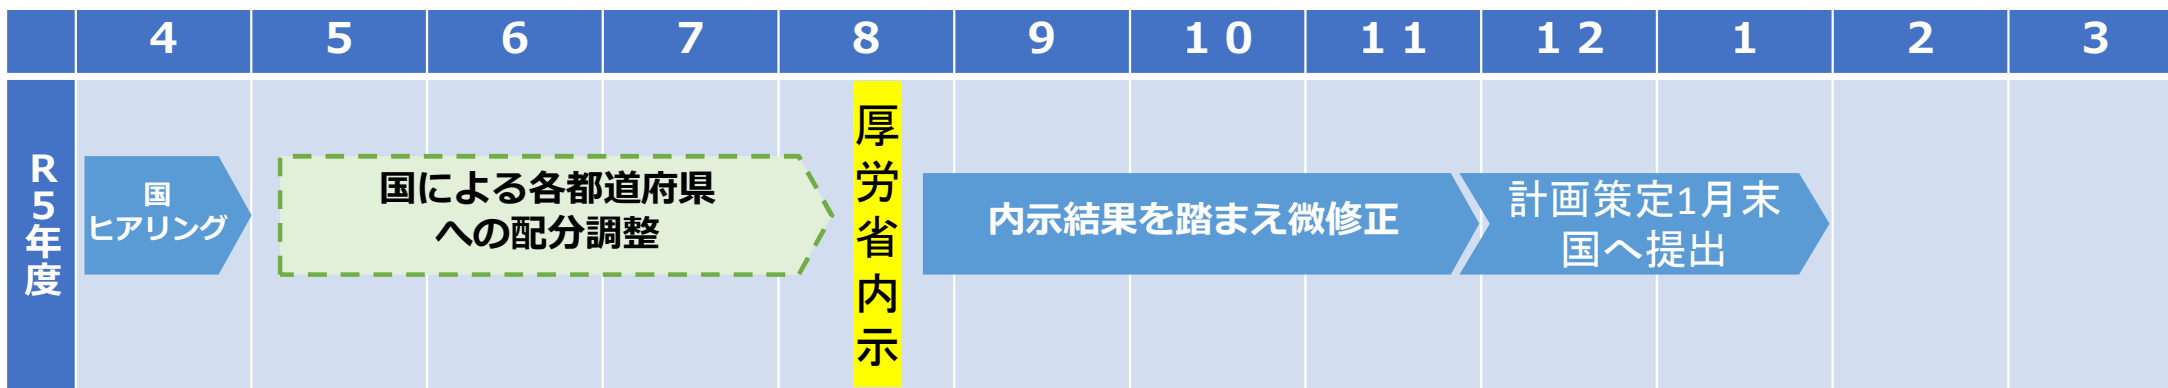 4 5 6 7 8 9 10 11 12 1 2 3
R5年度
国
ヒアリング
国による各都道府県
への配分調整
厚労省内示
内示結果を踏まえ微修正
計画策定1月末
国へ提出